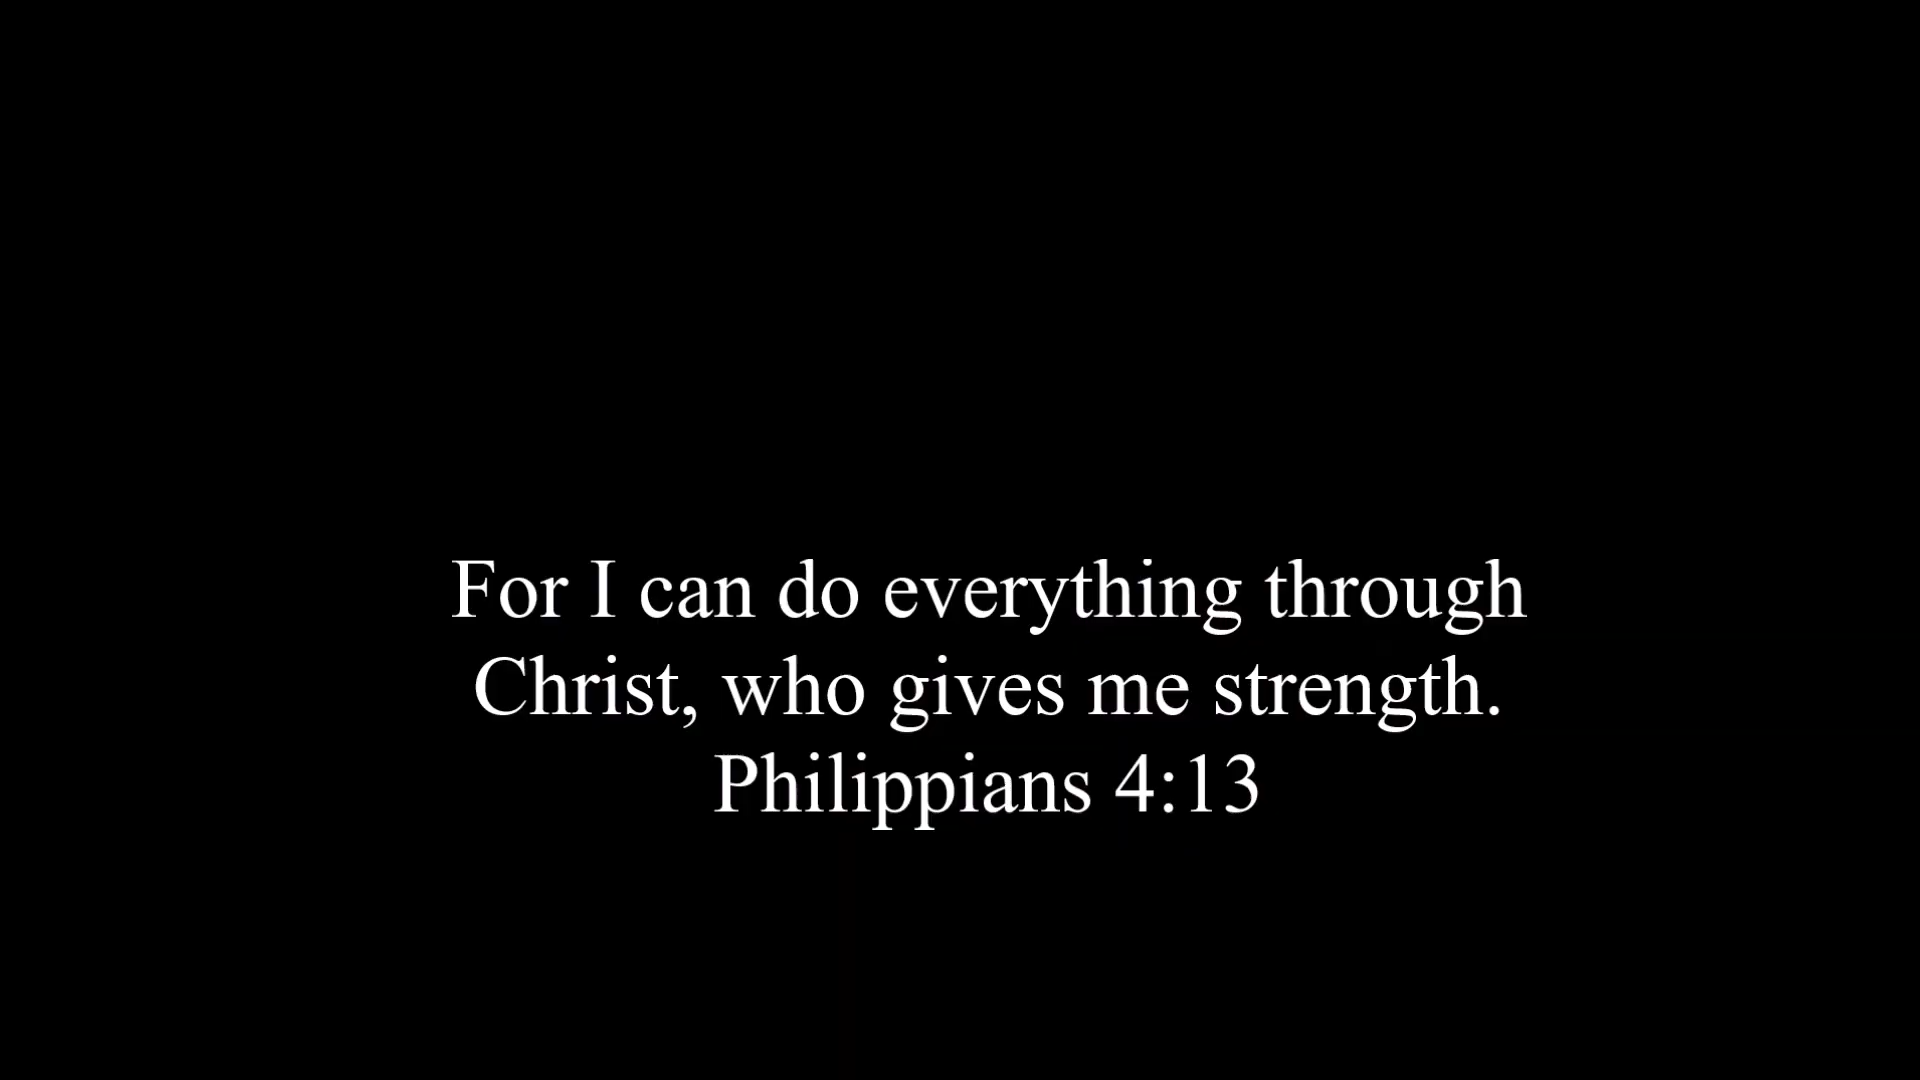 For I can do everything through
Christ, who gives me strength.
Philippians 4:13